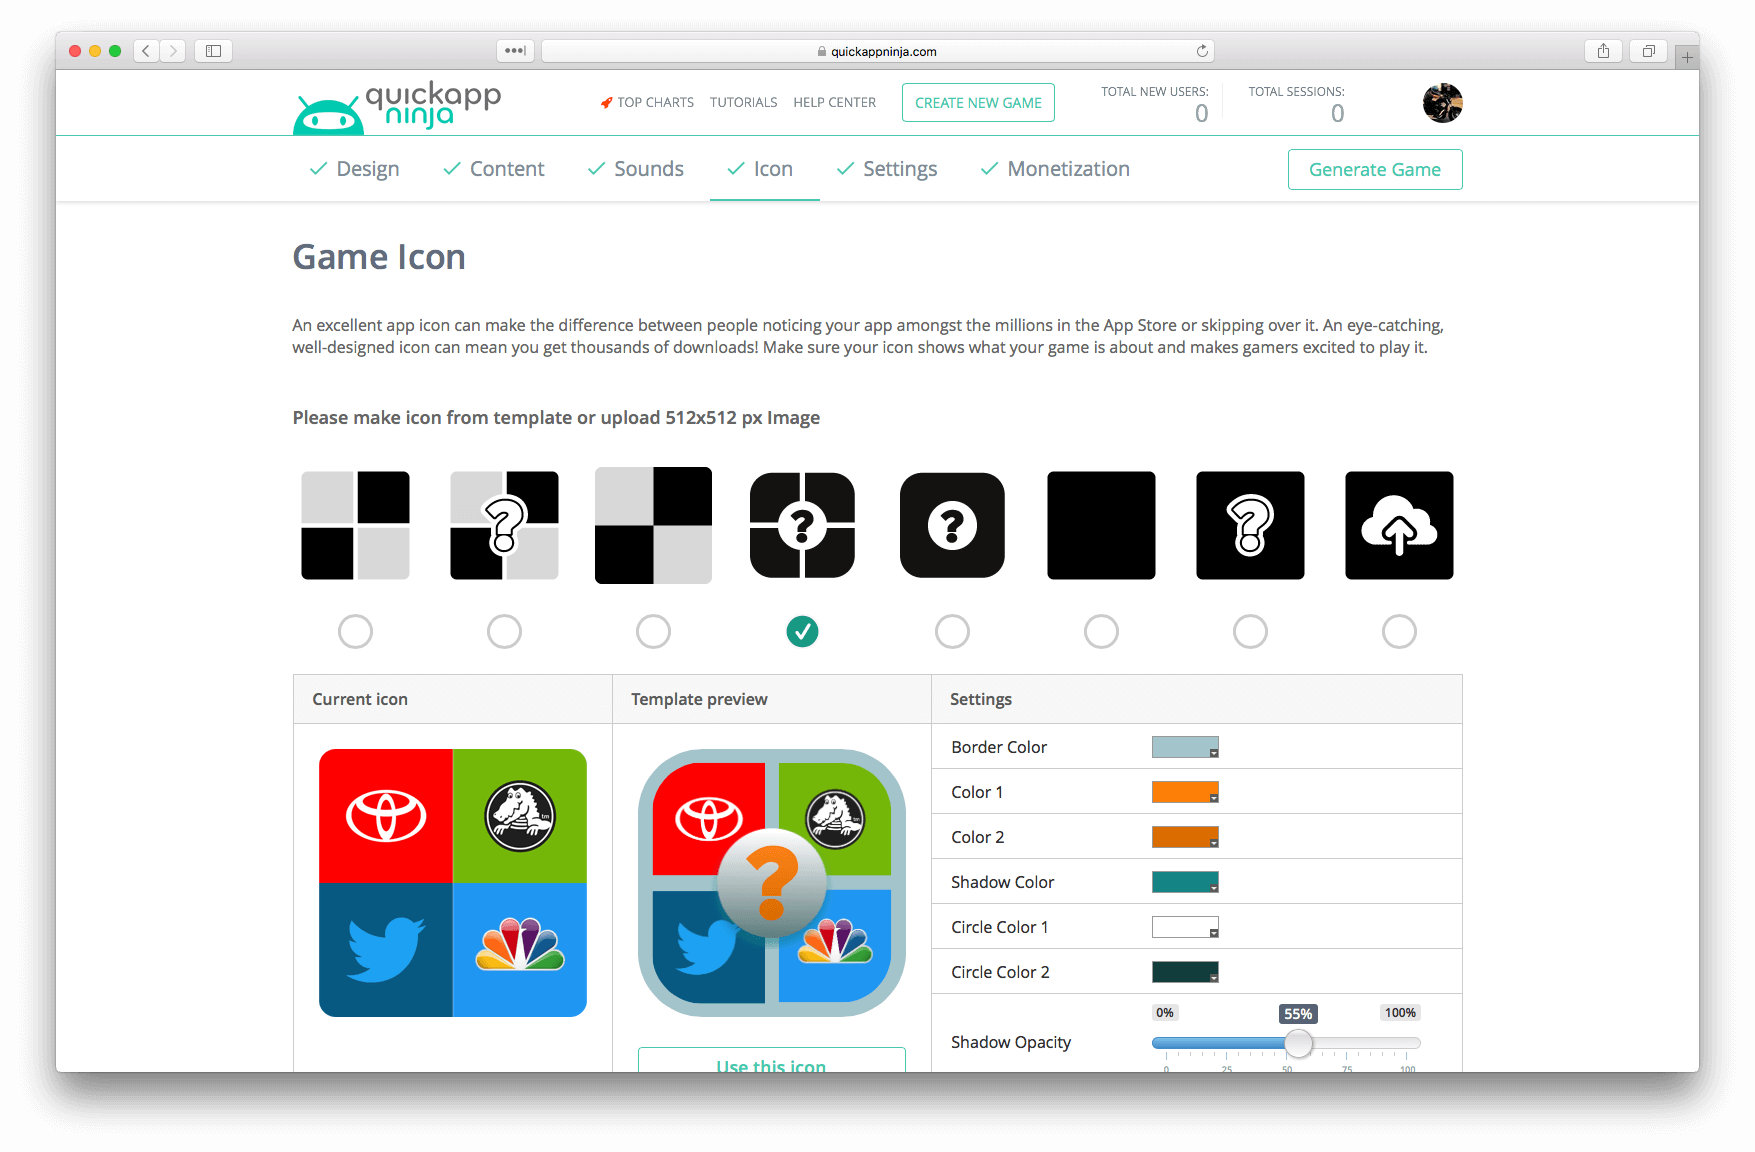 quickappninja.com
quickapp
ninja
TOP CHARTS
TUTORIALS
HELP CENTER
CREATE NEW GAME
TOTAL NEW USERS:
0
TOTAL SESSIONS:
0
Design
Content
Sounds
Icon
Settings
Monetization
Generate Game
Game Icon
An excellent app icon can make the difference between people noticing your app amongst the millions in the App Store or skipping over it. An eye-catching,
well-designed icon can mean you get thousands of downloads! Make sure your icon shows what your game is about and makes gamers excited to play it.
Please make icon from template or upload 512x512 px Image
?
?
?
?
Current icon
Template preview
Settings
tm
tm
?
Use this icon
Border Color
Color 1
Color 2
Shadow Color
Circle Color 1
Circle Color 2
0%
55%
100%
Shadow Opacity
0
25
50
75
100